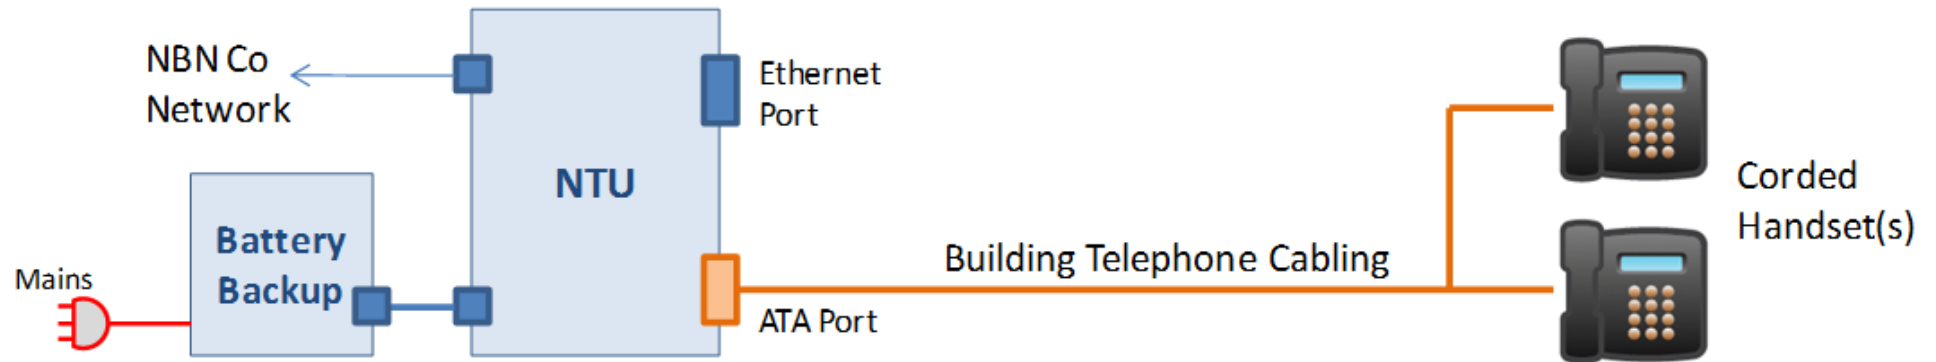 NBN Co
Network
Ethernet
Port
NTU
Battery
Backup
Mains
ATA Port
Building Telephone Cabling
Corded
Handset(s)